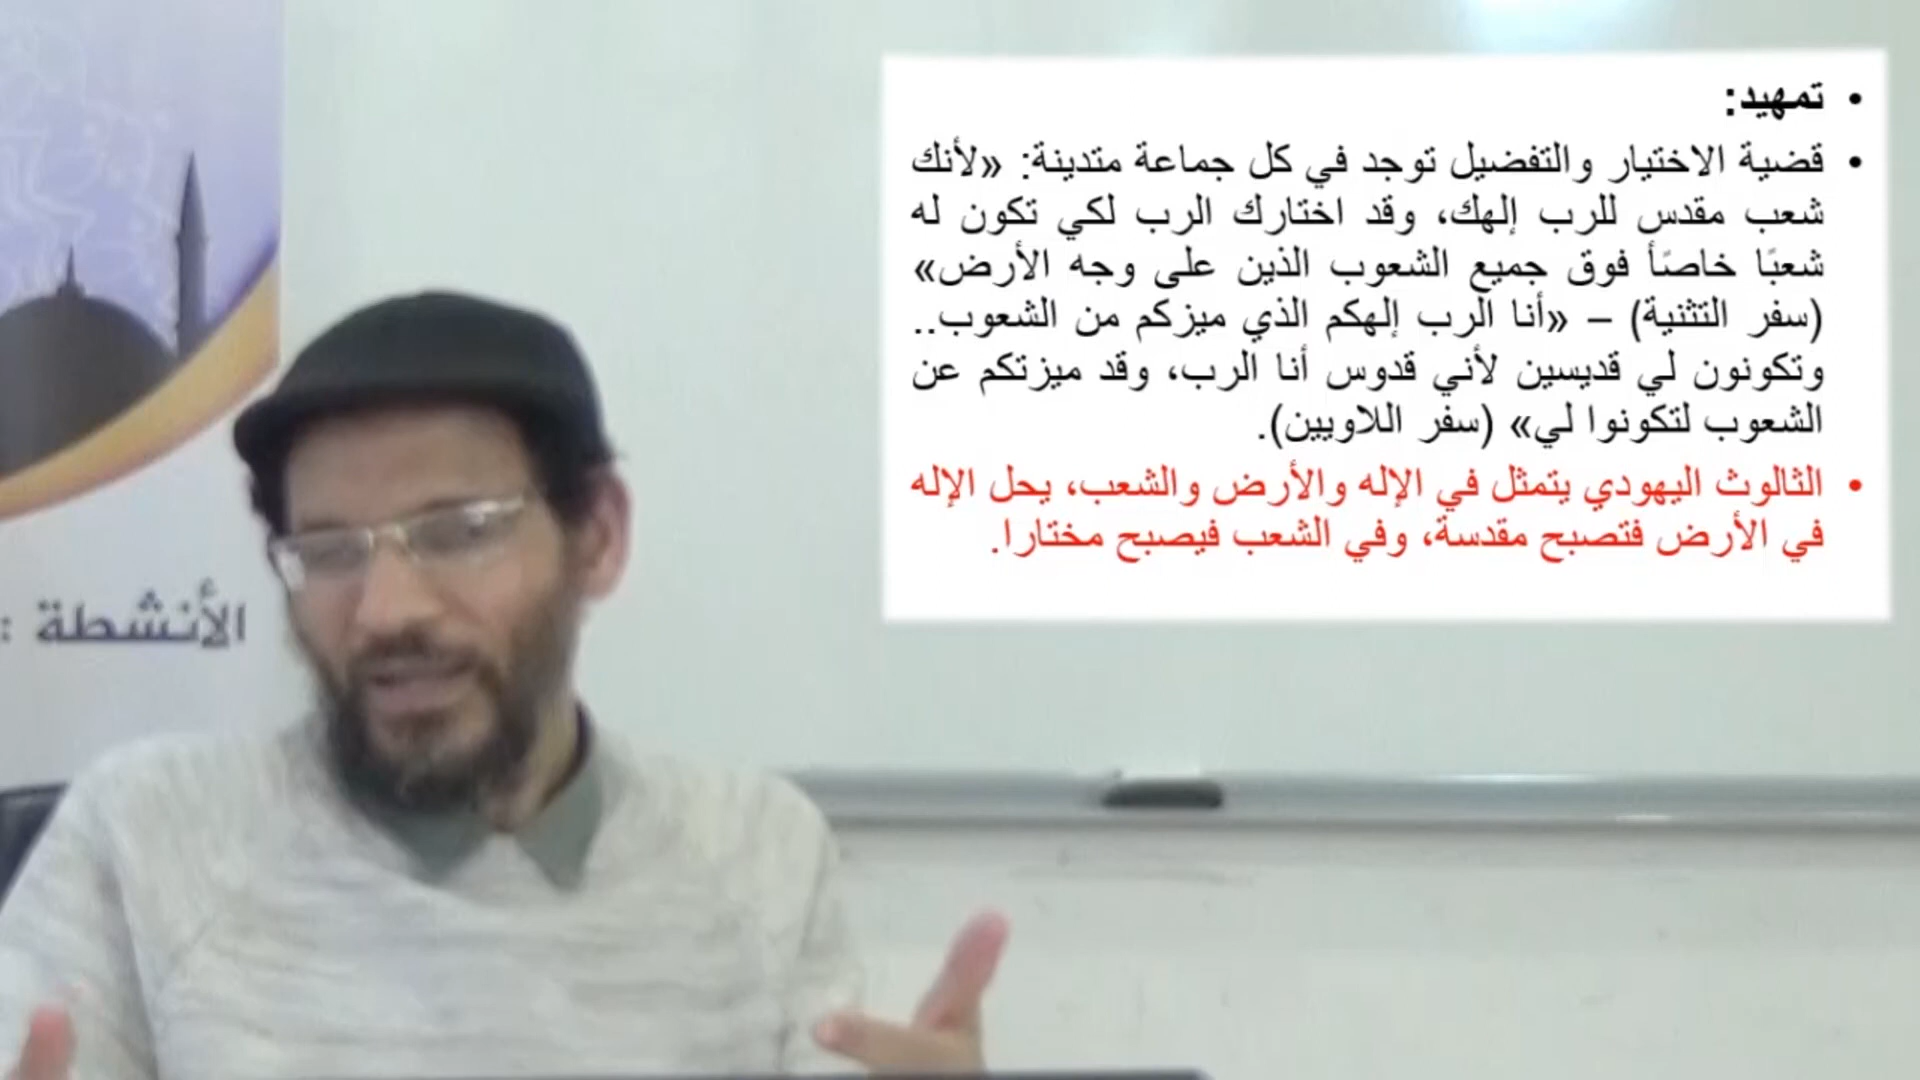 • تمهيد:
• قضية الاختيار والتفضيل توجد في كل جماعة متدينة: «لأنك
شعب مقدس للرب إلهك، وقد اختارك الرب لكي تكون له
شعبًا خاصًأ فوق جميع الشعوب الذين على وجه الأرض»
(سفر التثنية) – «أنا الرب إلهكم الذي ميزكم من الشعوب..
وتكونون لي قديسين لأني قدوس أنا الرب، وقد ميزتكم عن
الشعوب لتكونوا لي» (سفر اللاويين).
• الثالوث اليهودي يتمثل في الإله والأرض والشعب، يحل الإله
في الأرض فتصبح مقدسة، وفي الشعب فيصبح مختارا.
الأنشطة :